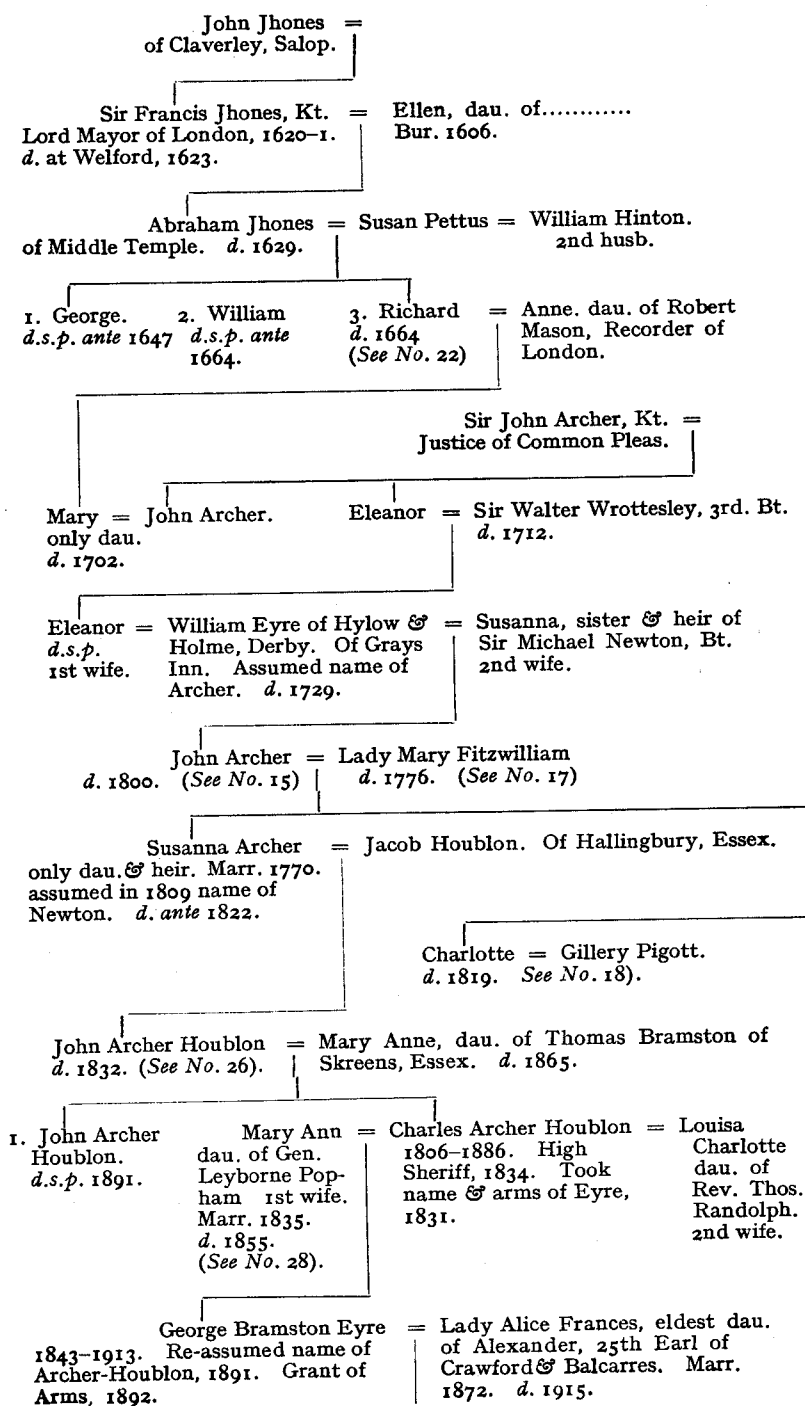 John Jhones =
of Claverley, Salop.
Sir Francis Jhones, Kt. = Ellen, dau. of............
Lord Mayor of London, 1620–1. Bur. 1606.
d. at Welford, 1623.
Abraham Jhones = Susan Pettus = William Hinton.
of Middle Temple. d. 1629. 2nd husb.
1. George. 2. William 3. Richard = Anne. dau. of Robert
d.s.p. ante 1647 d.s.p. ante d. 1664 Mason, Recorder of
1664. (See No. 22) London.
Sir John Archer, Kt. =
Justice of Common Pleas.
Mary = John Archer. Eleanor = Sir Walter Wrottesley, 3rd. Bt.
only dau. d. 1712.
d. 1702.
Eleanor = William Eyre of Hylow & = Susanna, sister & heir of
d.s.p. Holme, Derby. Of Grays Sir Michael Newton, Bt.
1st wife. Inn. Assumed name of 2nd wife.
Archer. d. 1729.
John Archer = Lady Mary Fitzwilliam
d. 1800. (See No. 15) d. 1776. (See No. 17)
Susanna Archer = Jacob Houblon. Of Hallingbury, Essex.
only dau. & heir. Marr. 1770.
assumed in 1809 name of
Newton. d. ante 1822.
Charlotte = Gillery Pigott.
d. 1819. See No. 18).
John Archer Houblon = Mary Anne, dau. of Thomas Bramston of
d. 1832. (See No. 26). Skreens, Essex. d. 1865.
1. John Archer Mary Ann = Charles Archer Houblon = Louisa
Houblon. dau. of Gen. 1806–1886. High Charlotte
d.s.p. 1891. Leyborne Pop- Sheriff, 1834. Took dau. of
ham 1st wife. name & arms of Eyre, Rev. Thos.
Marr. 1835. 1831. Randolph.
d. 1855. 2nd wife.
(See No. 28).
George Bramston Eyre = Lady Alice Frances, eldest dau.
1843–1913. Re-assumed name of of Alexander, 25th Earl of
Archer-Houblon, 1891. Grant of Crawford & Balcarres. Marr.
Arms, 1892. 1872. d. 1915.